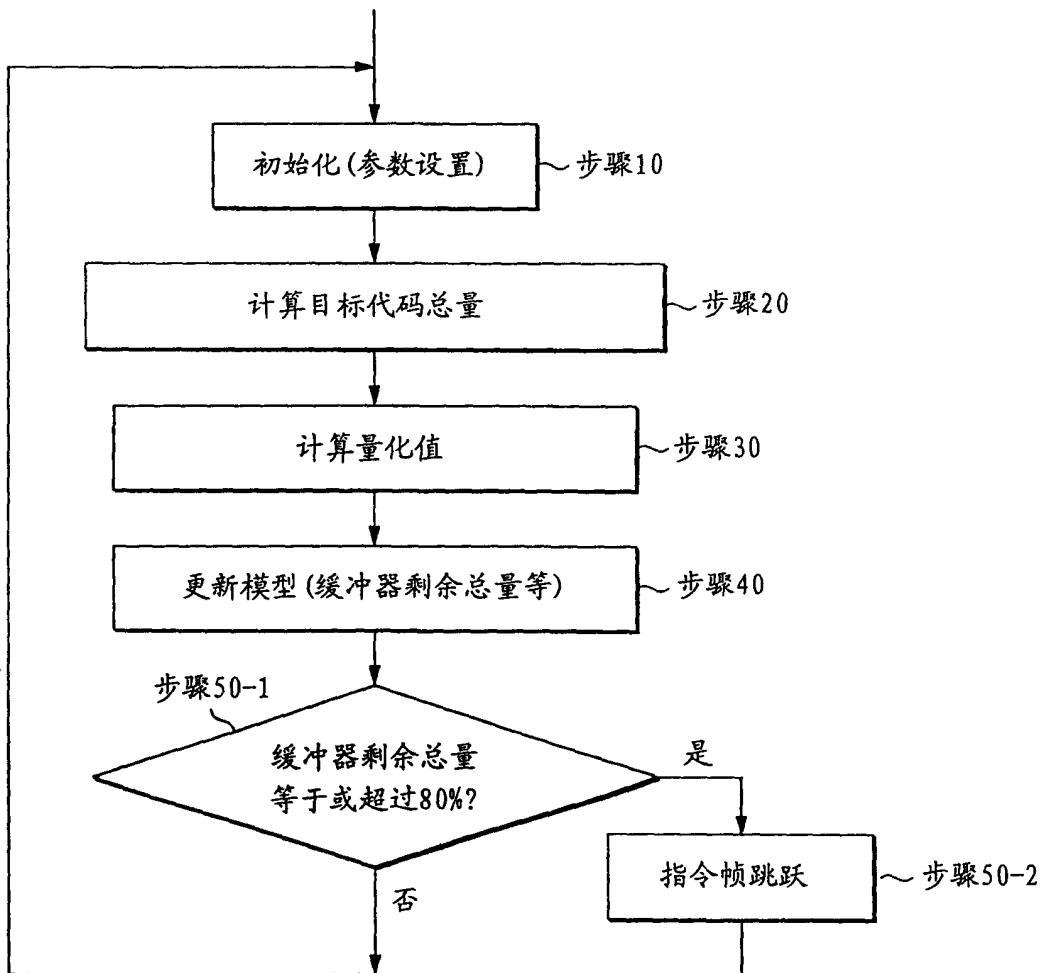 初始化(参数设置)
步骤10
计算目标代码总量
步骤20
计算量化值
步骤30
更新模型(缓冲器剩余总量等)
步骤40
步骤50-1
缓冲器剩余总量
等于或超过80%?
是
指令帧跳跃
步骤50-2
否